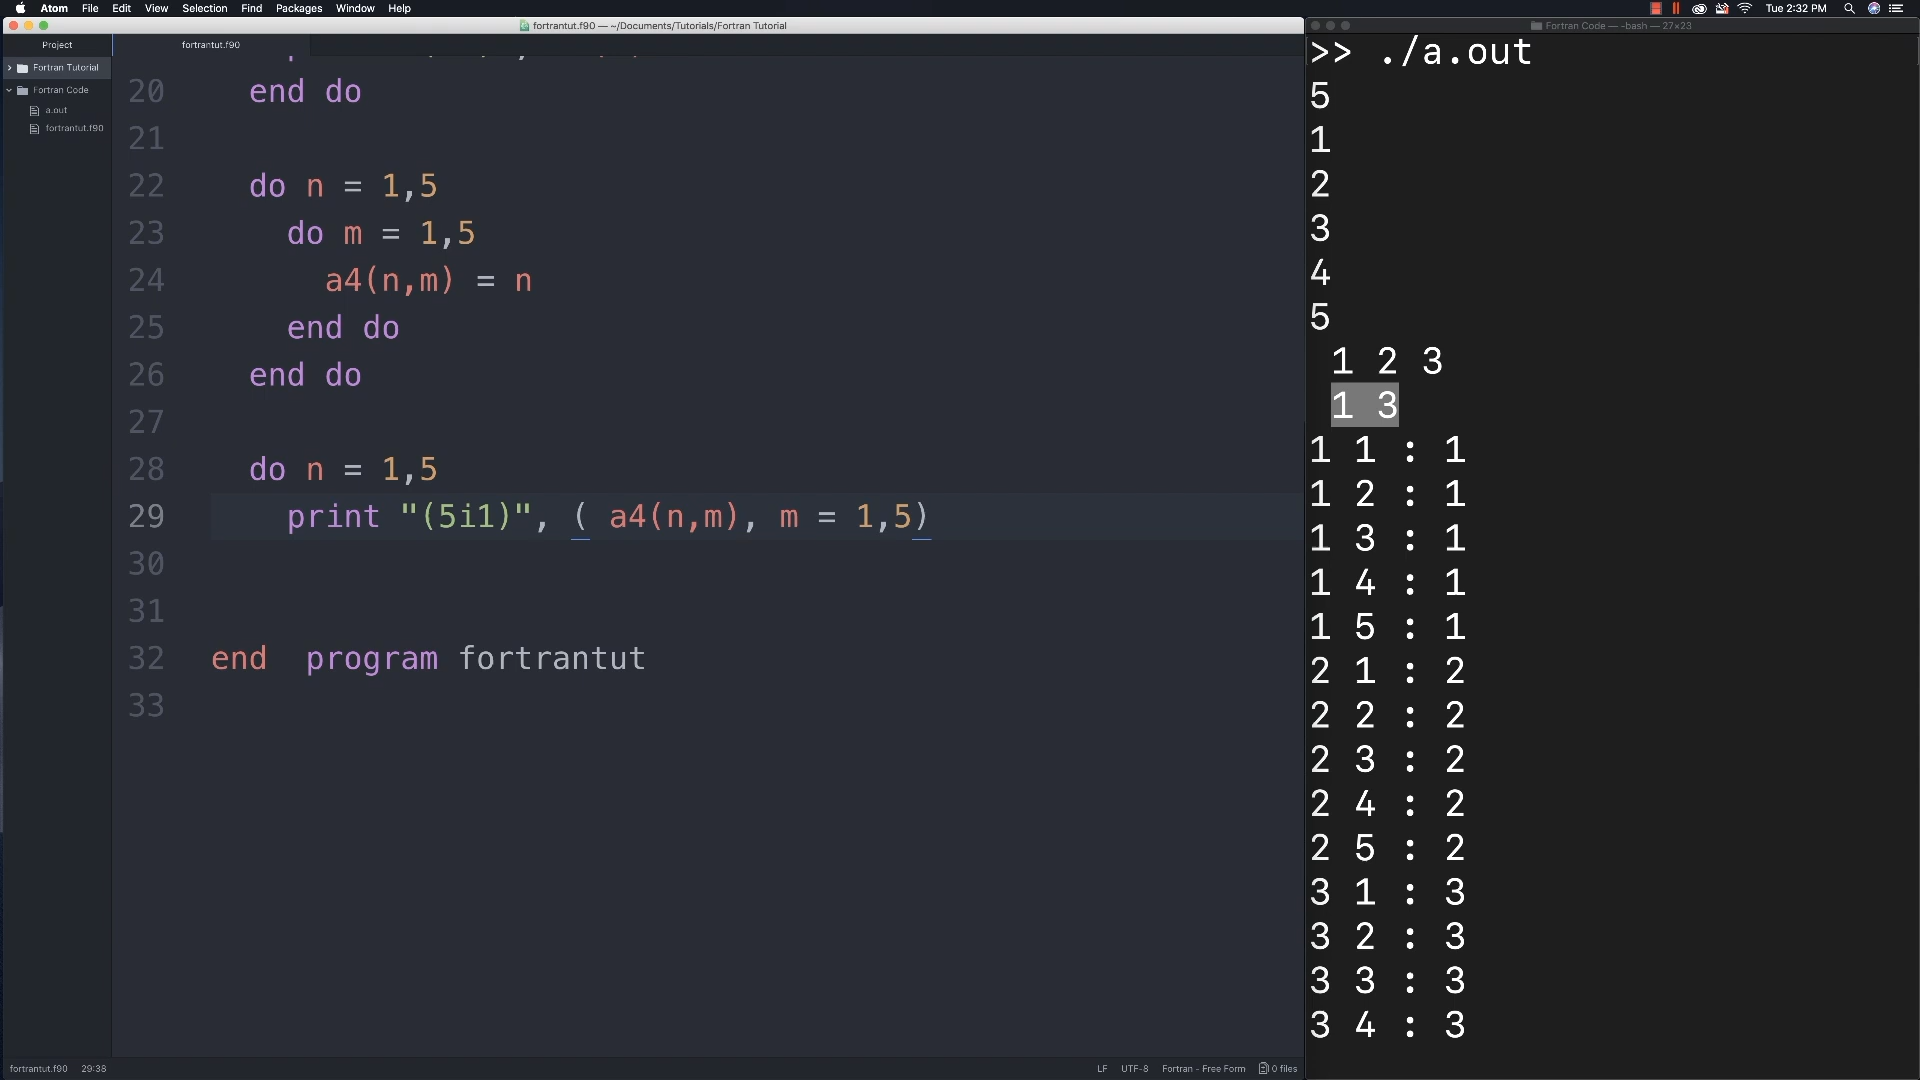 Atom File Edit View Selection Find Packages Window Help
Tue 2:32 PM
fortrantut.f90 — ~/Documents/Tutorials/Fortran Tutorial
Project
fortrantut.f90
Fortran Tutorial
Fortran Code
a.out
fortrantut.f90
20 end do
21
22 do n = 1,5
23 do m = 1,5
24 a4(n,m) = n
25 end do
26 end do
27
28 do n = 1,5
29 print "(5i1)", ( a4(n,m), m = 1,5)
30
31
32 end program fortrantut
33
fortrantut.f90 29:38
LF UTF-8 Fortran - Free Form 0 files
Fortran Code — -bash — 27×23
>> ./a.out
5
1
2
3
4
5
1 2 3
1 3
1 1 : 1
1 2 : 1
1 3 : 1
1 4 : 1
1 5 : 1
2 1 : 2
2 2 : 2
2 3 : 2
2 4 : 2
2 5 : 2
3 1 : 3
3 2 : 3
3 3 : 3
3 4 : 3